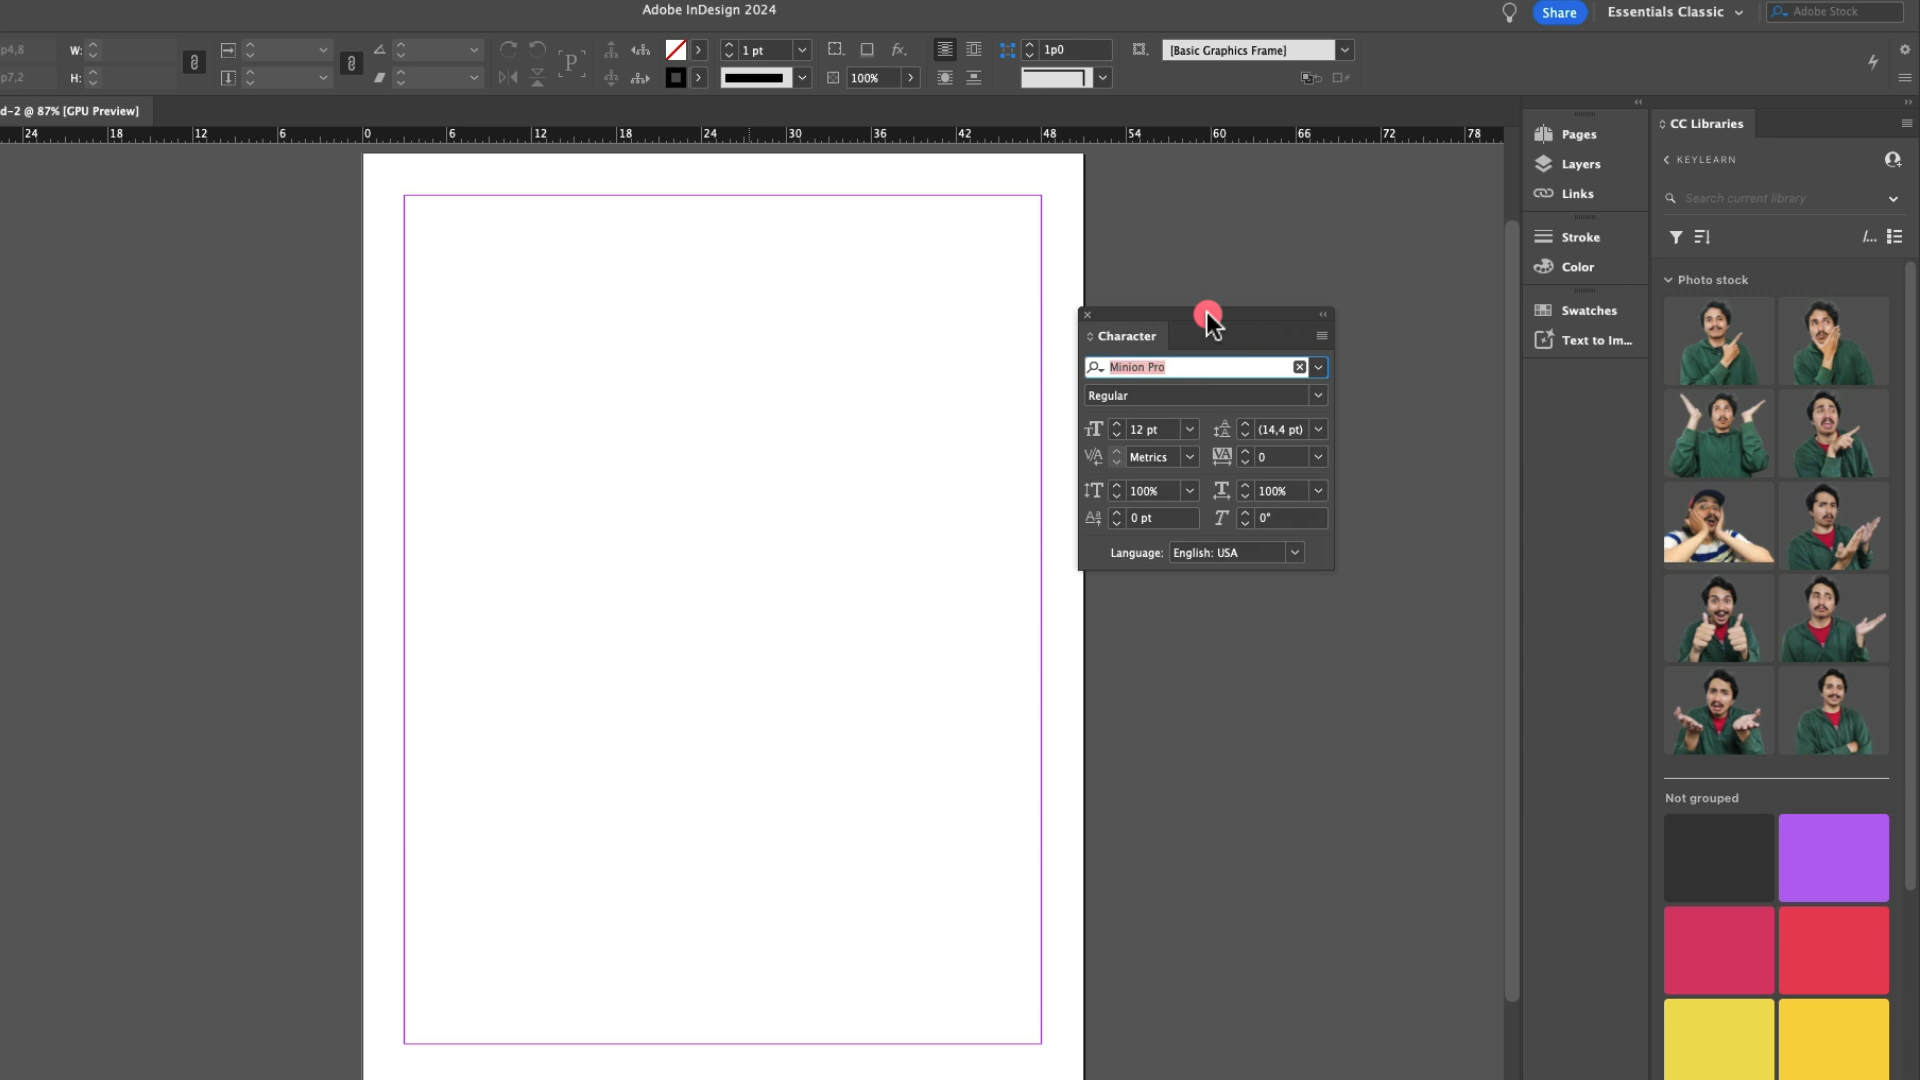 Adobe InDesign 2024
Share
Essentials Classic
Adobe Stock
p4,8
W:
1 pt
fx.
1p0
[Basic Graphics Frame]
p7,2
H:
P
100%
d-2 @ 87% [GPU Preview]
24 18 12 6 0 6 12 18 24 30 36 42 48 54 60 66 72 78
Pages
Layers
Links
Stroke
Color
Swatches
Text to Im...
CC Libraries
KEYLEARN
Search current library
/...
Photo stock
Not grouped
Character
Minion Pro
Regular
12 pt
(14,4 pt)
Metrics
0
100%
100%
0 pt
0°
Language: English: USA